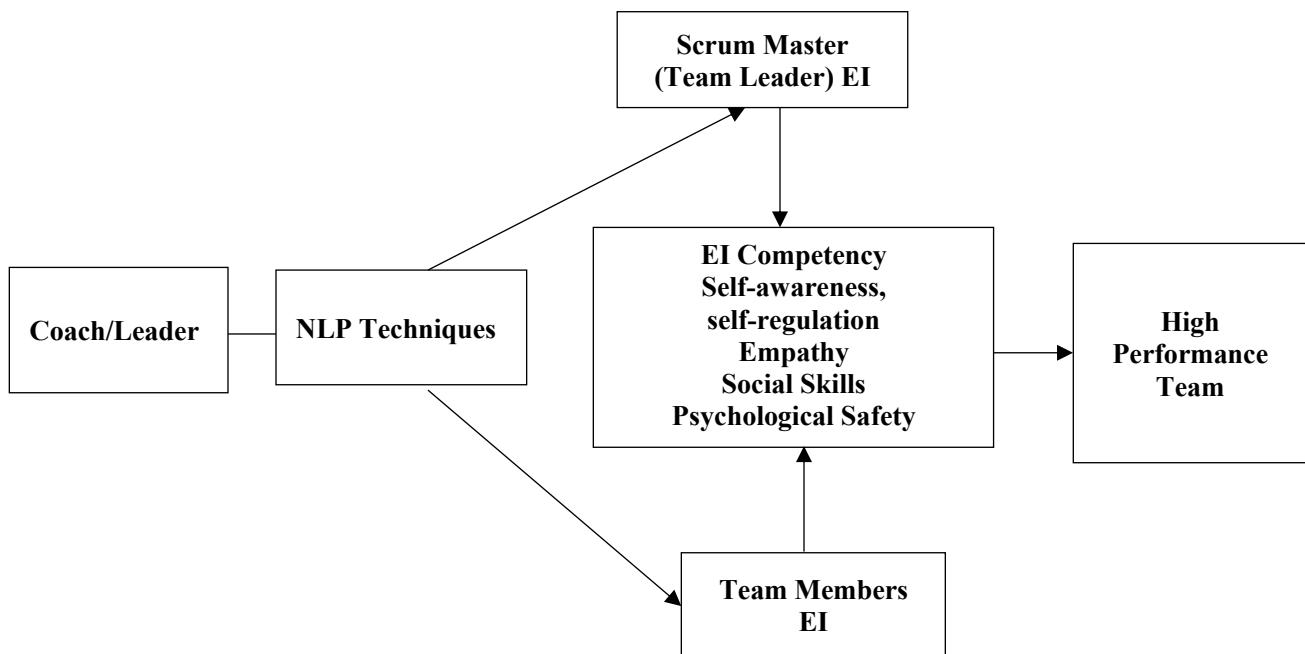 Scrum Master
(Team Leader) EI
Coach/Leader
NLP Techniques
EI Competency
Self-awareness,
self-regulation
Empathy
Social Skills
Psychological Safety
High
Performance
Team
Team Members
EI